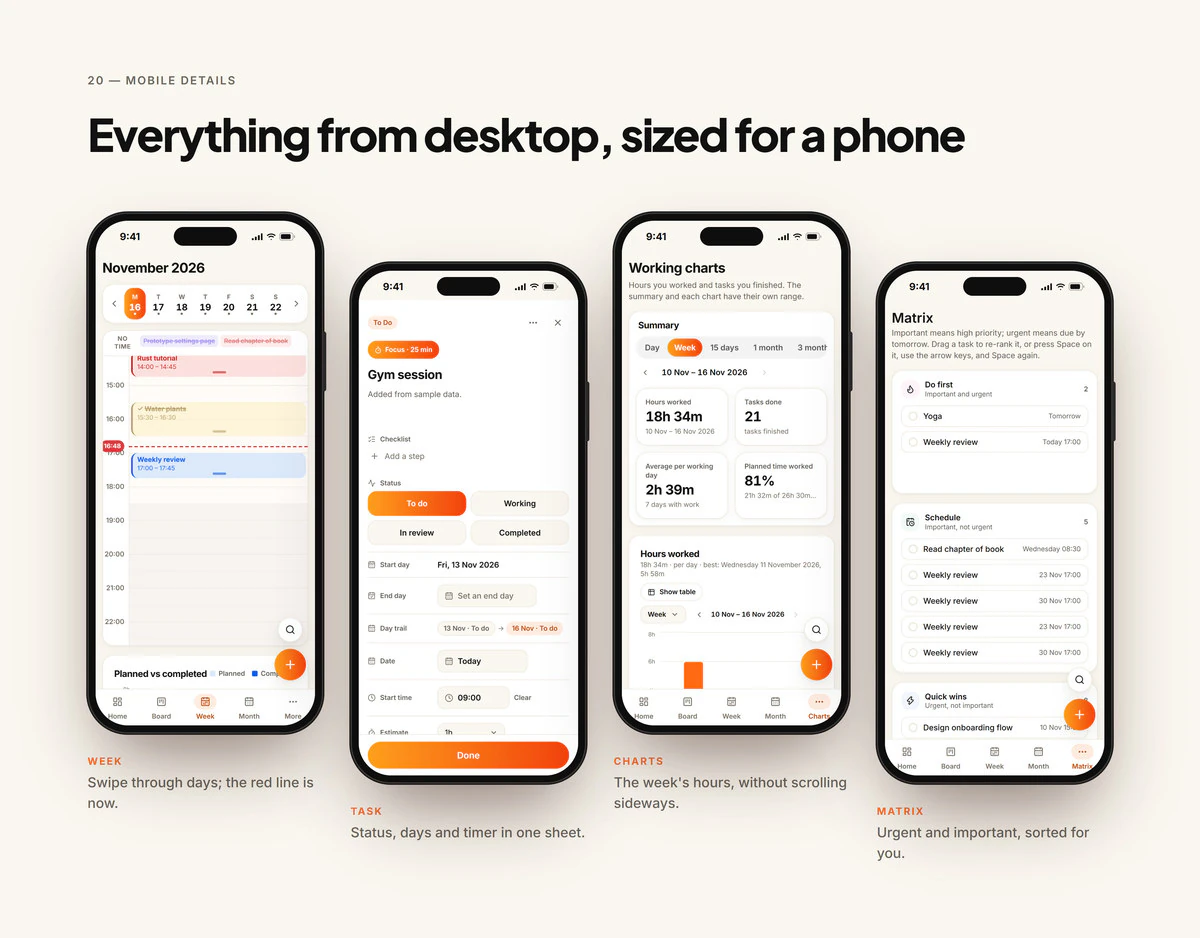 20 — MOBILE DETAILS
Everything from desktop, sized for a phone
9:41
November 2026
M T W T F S S
16 17 18 19 20 21 22
NO TIME
Prototype settings page
Read chapter of book
Rust tutorial
14:00 – 14:45
15:00
✓ Water plants
15:30 – 16:20
16:00
16:48
17:00
Weekly review
17:00 – 17:45
18:00
19:00
20:00
21:00
22:00
Planned vs completed
Planned
Home
Board
Week
Month
More
WEEK
Swipe through days; the red line is
now.
9:41
To Do
Focus · 25 min
Gym session
Added from sample data.
Checklist
+ Add a step
Status
To do
Working
In review
Completed
Start day
Fri, 13 Nov 2026
End day
Set an end day
Day trail
13 Nov · To do → 16 Nov · To do
Date
Today
Start time
09:00
Clear
Estimate
1h
Done
TASK
Status, days and timer in one sheet.
9:41
Working charts
Hours you worked and tasks you finished. The
summary and each chart have their own range.
Summary
Day
Week
15 days
1 month
3 month
10 Nov – 16 Nov 2026
Hours worked
18h 34m
10 Nov – 16 Nov 2026
Tasks done
21
tasks finished
Average per working
day
2h 39m
7 days with work
Planned time worked
81%
21h 32m of 26h 30m...
Hours worked
18h 34m · per day · best: Wednesday 11 November 2026,
5h 58m
Show table
Week
10 Nov – 16 Nov 2026
8h
6h
Home
Board
Week
Month
Charts
CHARTS
The week's hours, without scrolling
sideways.
9:41
Matrix
Important means high priority; urgent means due by
tomorrow. Drag a task to re-rank it, or press Space on
it, use the arrow keys, and Space again.
Do first
Important and urgent
2
Yoga
Tomorrow
Weekly review
Today 17:00
Schedule
Important, not urgent
5
Read chapter of book
Wednesday 08:30
Weekly review
23 Nov 17:00
Weekly review
30 Nov 17:00
Weekly review
23 Nov 17:00
Weekly review
30 Nov 17:00
Quick wins
Urgent, not important
Design onboarding flow
10 Nov
Home
Board
Week
Month
Matrix
MATRIX
Urgent and important, sorted for
you.